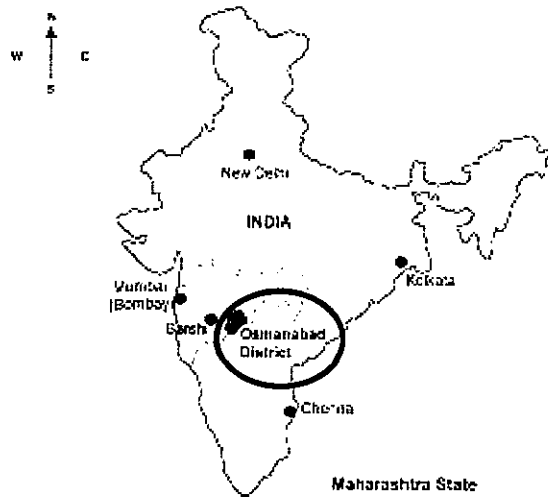 N
W
S
New Delhi
INDIA
Kolkata
Mumbai
(Bombay)
Barshi
Osmanabad
District
Chennai
Maharashtra State